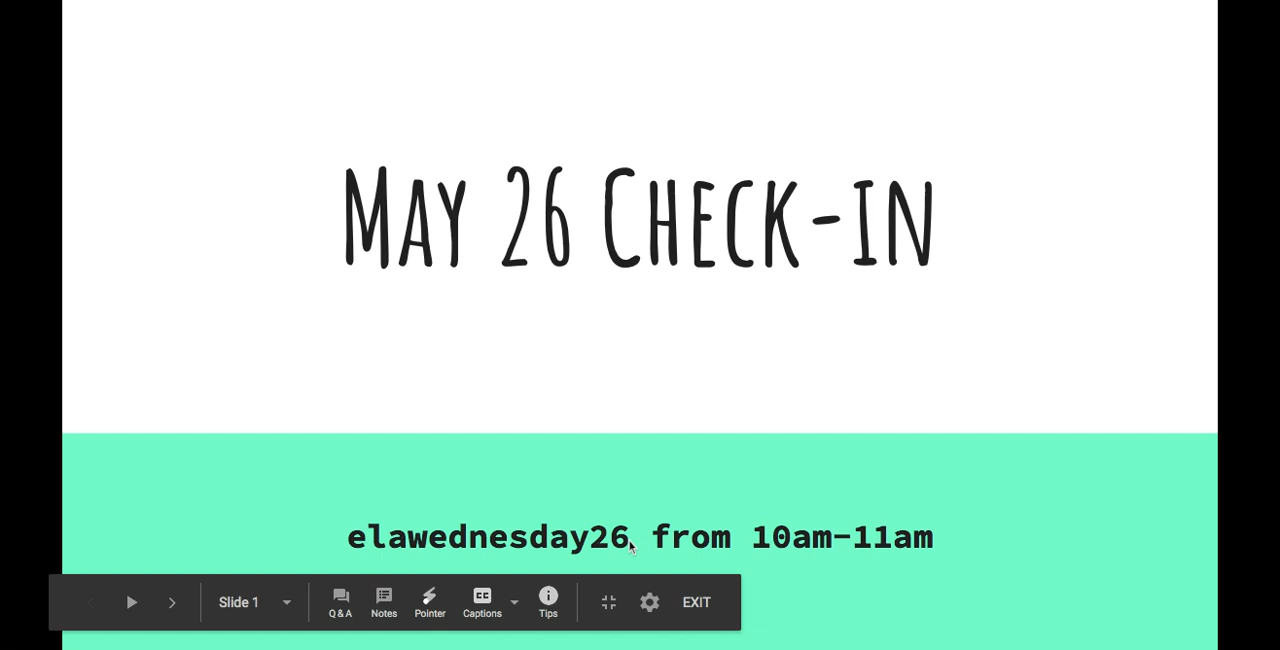 May 26 Check-in
elawednesday26 from 10am-11am
Slide 1
Q & A
Notes
Pointer
Captions
Tips
EXIT